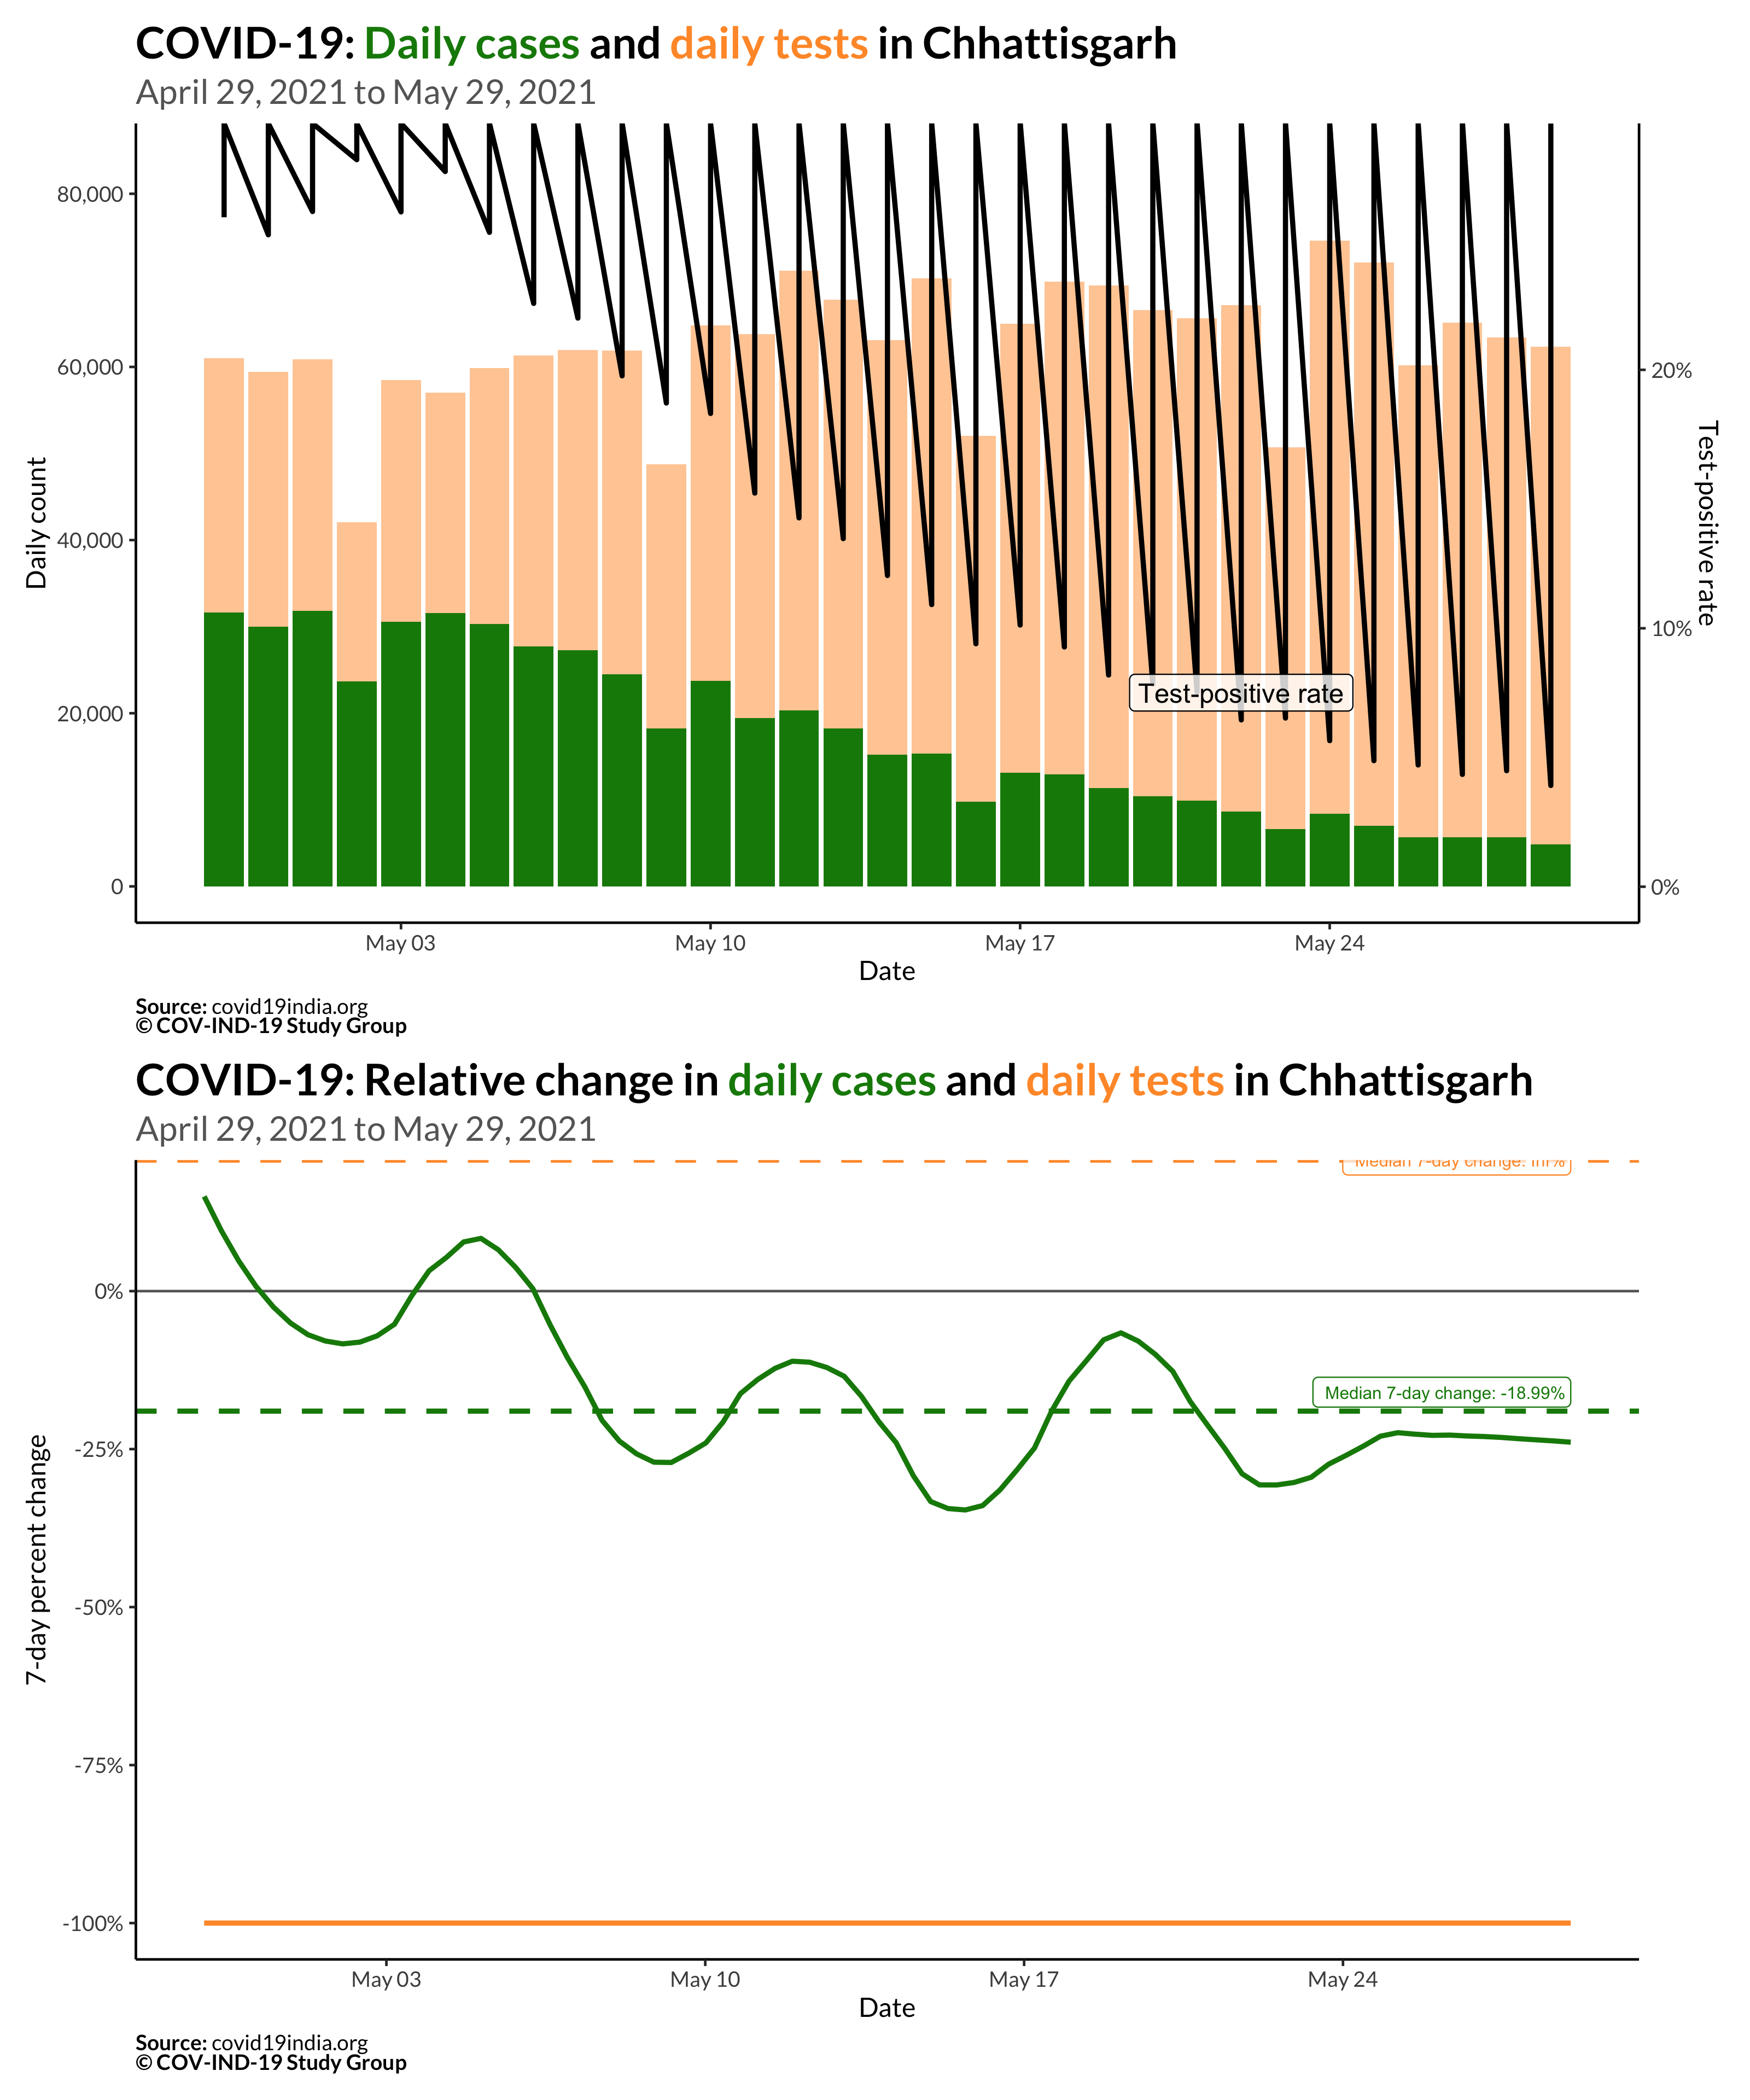 COVID-19: Daily cases and daily tests in Chhattisgarh
April 29, 2021 to May 29, 2021
80,000
60,000
40,000
20,000
0
Daily count
20%
10%
0%
Test-positive rate
Test-positive rate
May 03
May 10
May 17
May 24
Date
Source: covid19india.org
© COV-IND-19 Study Group
COVID-19: Relative change in daily cases and daily tests in Chhattisgarh
April 29, 2021 to May 29, 2021
Median 7-day change: Inf%
0%
-25%
-50%
-75%
-100%
7-day percent change
Median 7-day change: -18.99%
May 03
May 10
May 17
May 24
Date
Source: covid19india.org
© COV-IND-19 Study Group